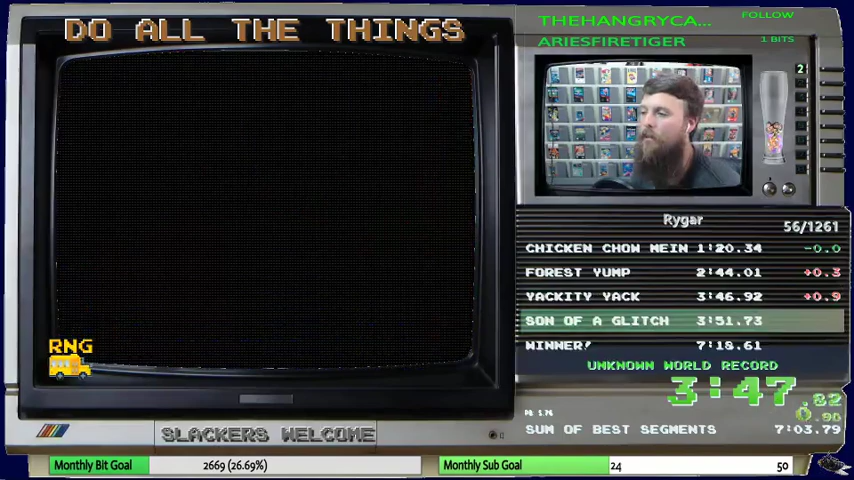 DO ALL THE THINGS
THEHANGRYCA... FOLLOW
ARIESFIRETIGER 1 BITS
2
Rygar
56/1261
CHICKEN CHOW MEIN 1:20.34 -0.0
FOREST YUMP 2:44.01 +0.3
YACKITY YACK 3:46.92 +0.9
SON OF A GLITCH 3:51.73
WINNER! 7:18.61
UNKNOWN WORLD RECORD
3:47.82
0.90
SUM OF BEST SEGMENTS 7:03.79
RNG
SLACKERS WELCOME
Monthly Bit Goal 2669 (26.69%)
Monthly Sub Goal 24 50